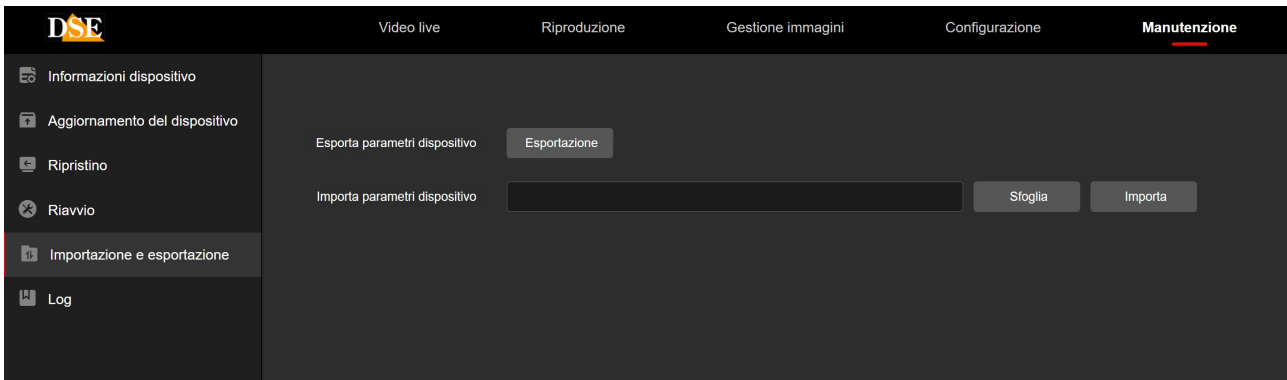 DSE
Video live Riproduzione Gestione immagini Configurazione Manutenzione
Informazioni dispositivo
Aggiornamento del dispositivo
Ripristino
Riavvio
Importazione e esportazione
Log
Esporta parametri dispositivo Esportazione
Importa parametri dispositivo Sfoglia Importa